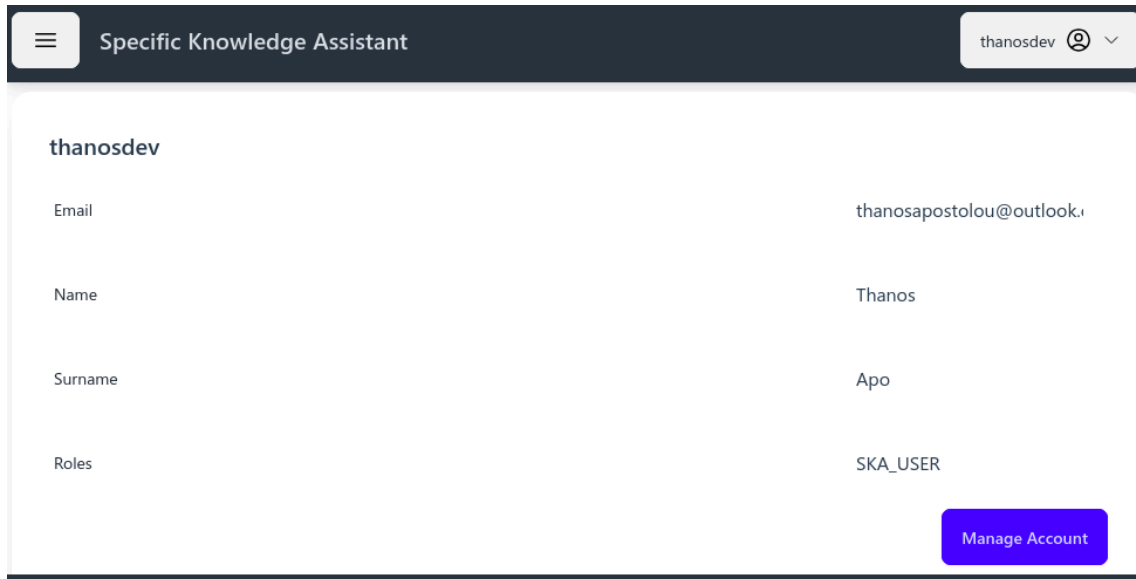 Specific Knowledge Assistant
thanosdev
thanosdev
Email
thanosapostolou@outlook.
Name
Thanos
Surname
Apo
Roles
SKA_USER
Manage Account